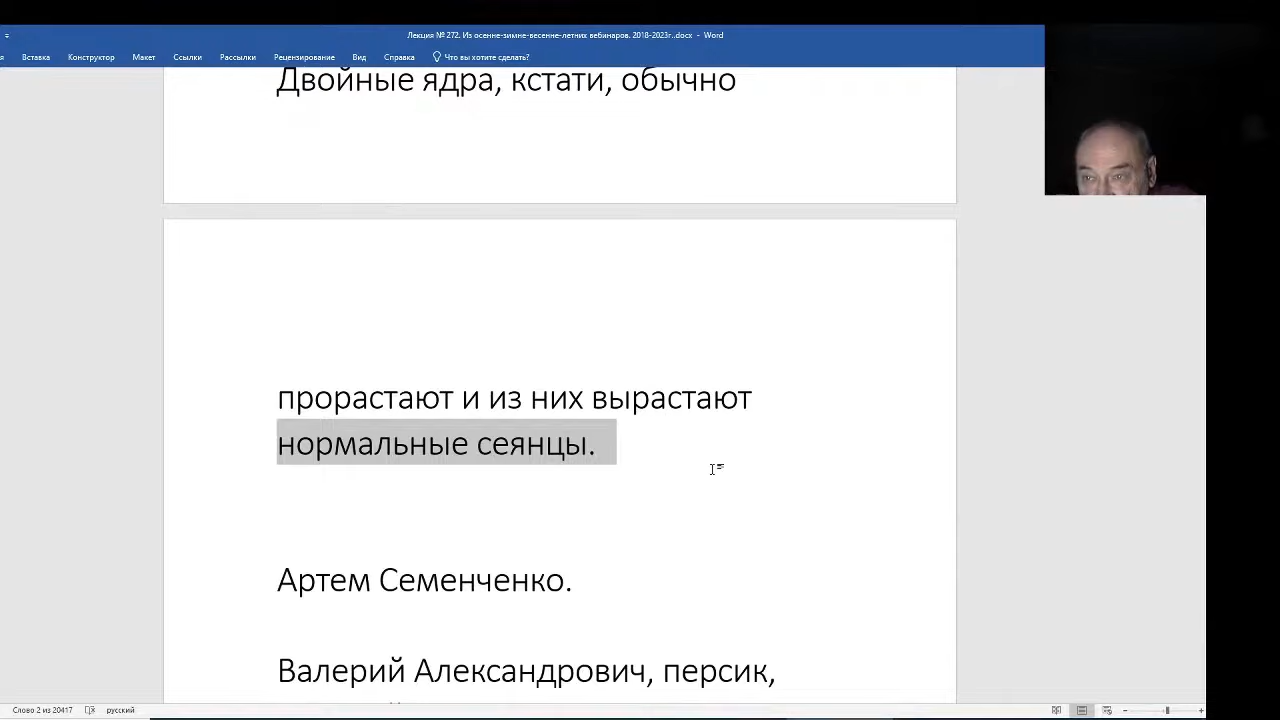 Лекция № 272. Из осенне-зимне-весенне-летних вебинаров. 2018-2023г..docx - Word
я Вставка Конструктор Макет Ссылки Рассылки Рецензирование Вид Справка Что вы хотите сделать?
Двойные ядра, кстати, обычно
прорастают и из них вырастают
нормальные сеянцы.
Артем Семенченко.
Валерий Александрович, персик,
Слово 2 из 20417 русский